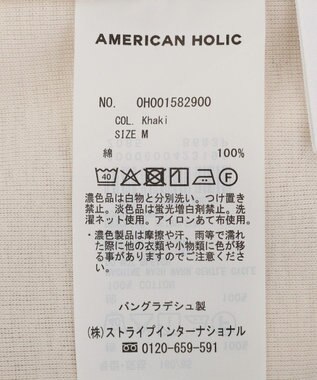 AMERICAN HOLIC
NO. OH001582900
COL. Khaki
SIZE M
綿 100%
40
濃色品は白物と分別洗い。つけ置き
禁止。淡色品は蛍光増白剤禁止。洗
濯ネット使用。アイロンあて布使用。
・濃色製品は摩擦や汗、雨等で濡れ
た際に他の衣類や小物類に色が移
る事がありますのでご注意くださ
い。
バングラデシュ製
(株)ストライプインターナショナル
0120-659-591